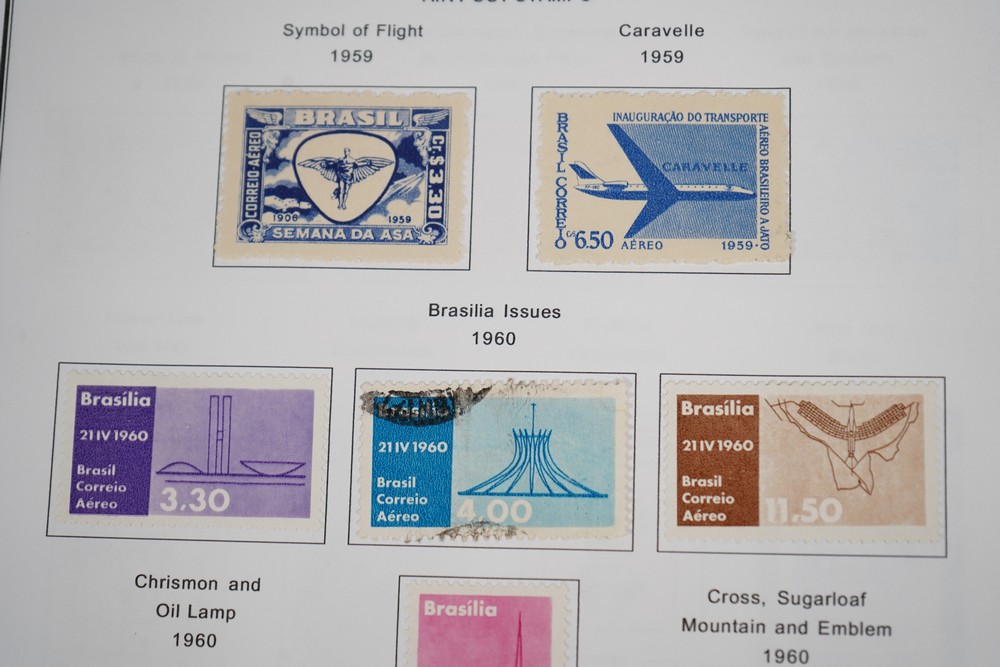 Symbol of Flight
1959
Caravelle
1959
BRASIL
CORREIO-AÉREO
Cr.$3,30
1906 1959
SEMANA DA ASA
INAUGURAÇÃO DO TRANSPORTE
AÉREO BRASILEIRO A JATO
BRASIL CORREIO
CARAVELLE
Cr$ 6.50 AÉREO 1959
Brasilia Issues
1960
Brasília
21 IV 1960
Brasil
Correio
Aéreo
3,30
Brasília
21 IV 1960
Brasil
Correio
Aéreo
4,00
Brasília
21 IV 1960
Brasil
Correio
Aéreo
11,50
Chrismon and
Oil Lamp
1960
Brasília
Cross, Sugarloaf
Mountain and Emblem
1960